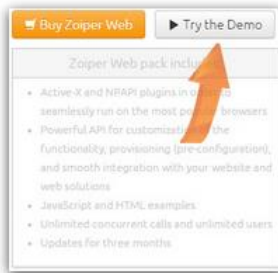 Buy Zoiper Web
Try the Demo
Zoiper Web pack
Active-X and NPAPI plugins in
seamlessly run on the most browsers
Powerful API for customization the
functionality, provisioning (pre-configuration),
and smooth integration with your website and
web solutions
JavaScript and HTML examples
Unlimited concurrent calls and unlimited users
Updates for three months